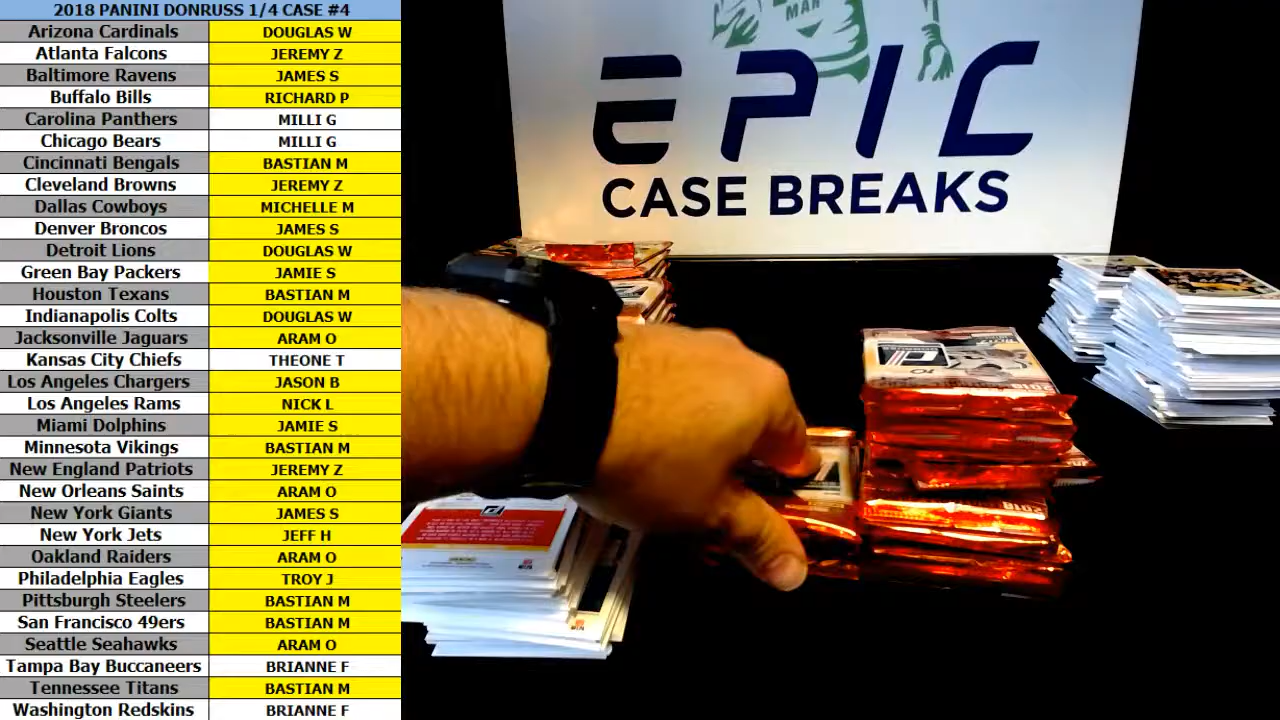 2018 PANINI DONRUSS 1/4 CASE #4
Arizona Cardinals DOUGLAS W
Atlanta Falcons JEREMY Z
Baltimore Ravens JAMES S
Buffalo Bills RICHARD P
Carolina Panthers MILLI G
Chicago Bears MILLI G
Cincinnati Bengals BASTIAN M
Cleveland Browns JEREMY Z
Dallas Cowboys MICHELLE M
Denver Broncos JAMES S
Detroit Lions DOUGLAS W
Green Bay Packers JAMIE S
Houston Texans BASTIAN M
Indianapolis Colts DOUGLAS W
Jacksonville Jaguars ARAM O
Kansas City Chiefs THEONE T
Los Angeles Chargers JASON B
Los Angeles Rams NICK L
Miami Dolphins JAMIE S
Minnesota Vikings BASTIAN M
New England Patriots JEREMY Z
New Orleans Saints ARAM O
New York Giants JAMES S
New York Jets JEFF H
Oakland Raiders ARAM O
Philadelphia Eagles TROY J
Pittsburgh Steelers BASTIAN M
San Francisco 49ers BASTIAN M
Seattle Seahawks ARAM O
Tampa Bay Buccaneers BRIANNE F
Tennessee Titans BASTIAN M
Washington Redskins BRIANNE F
MAN
EPIC
CASE BREAKS
2018
2018